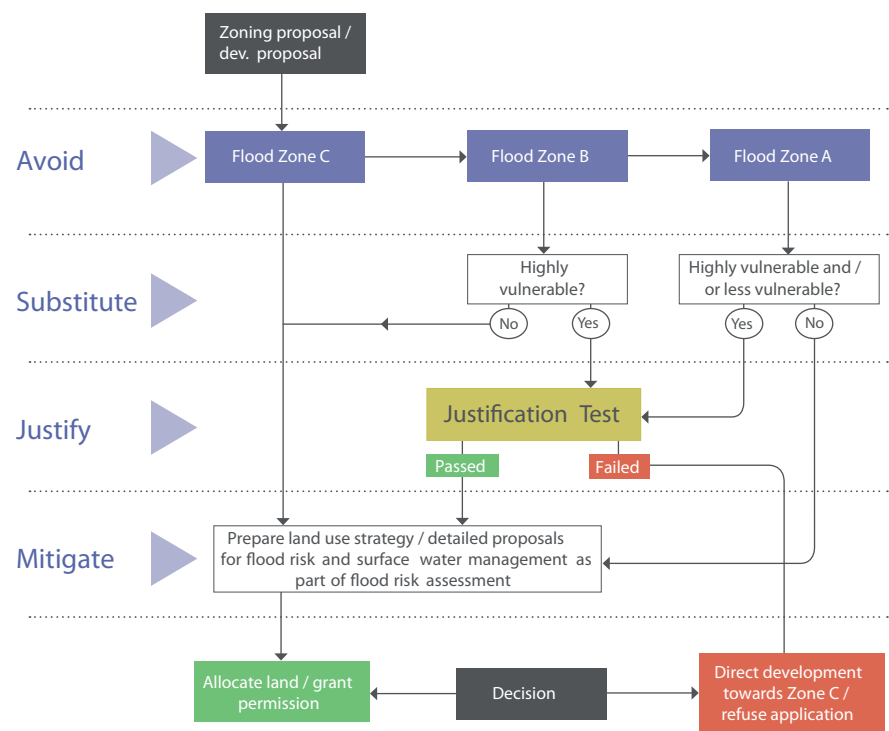 Zoning proposal /
dev. proposal
Avoid
Flood Zone C
Flood Zone B
Flood Zone A
Substitute
Highly
vulnerable?
No
Yes
Highly vulnerable and /
or less vulnerable?
Yes
No
Justify
Justification Test
Passed
Failed
Mitigate
Prepare land use strategy / detailed proposals
for flood risk and surface water management as
part of flood risk assessment
Allocate land / grant
permission
Decision
Direct development
towards Zone C /
refuse application